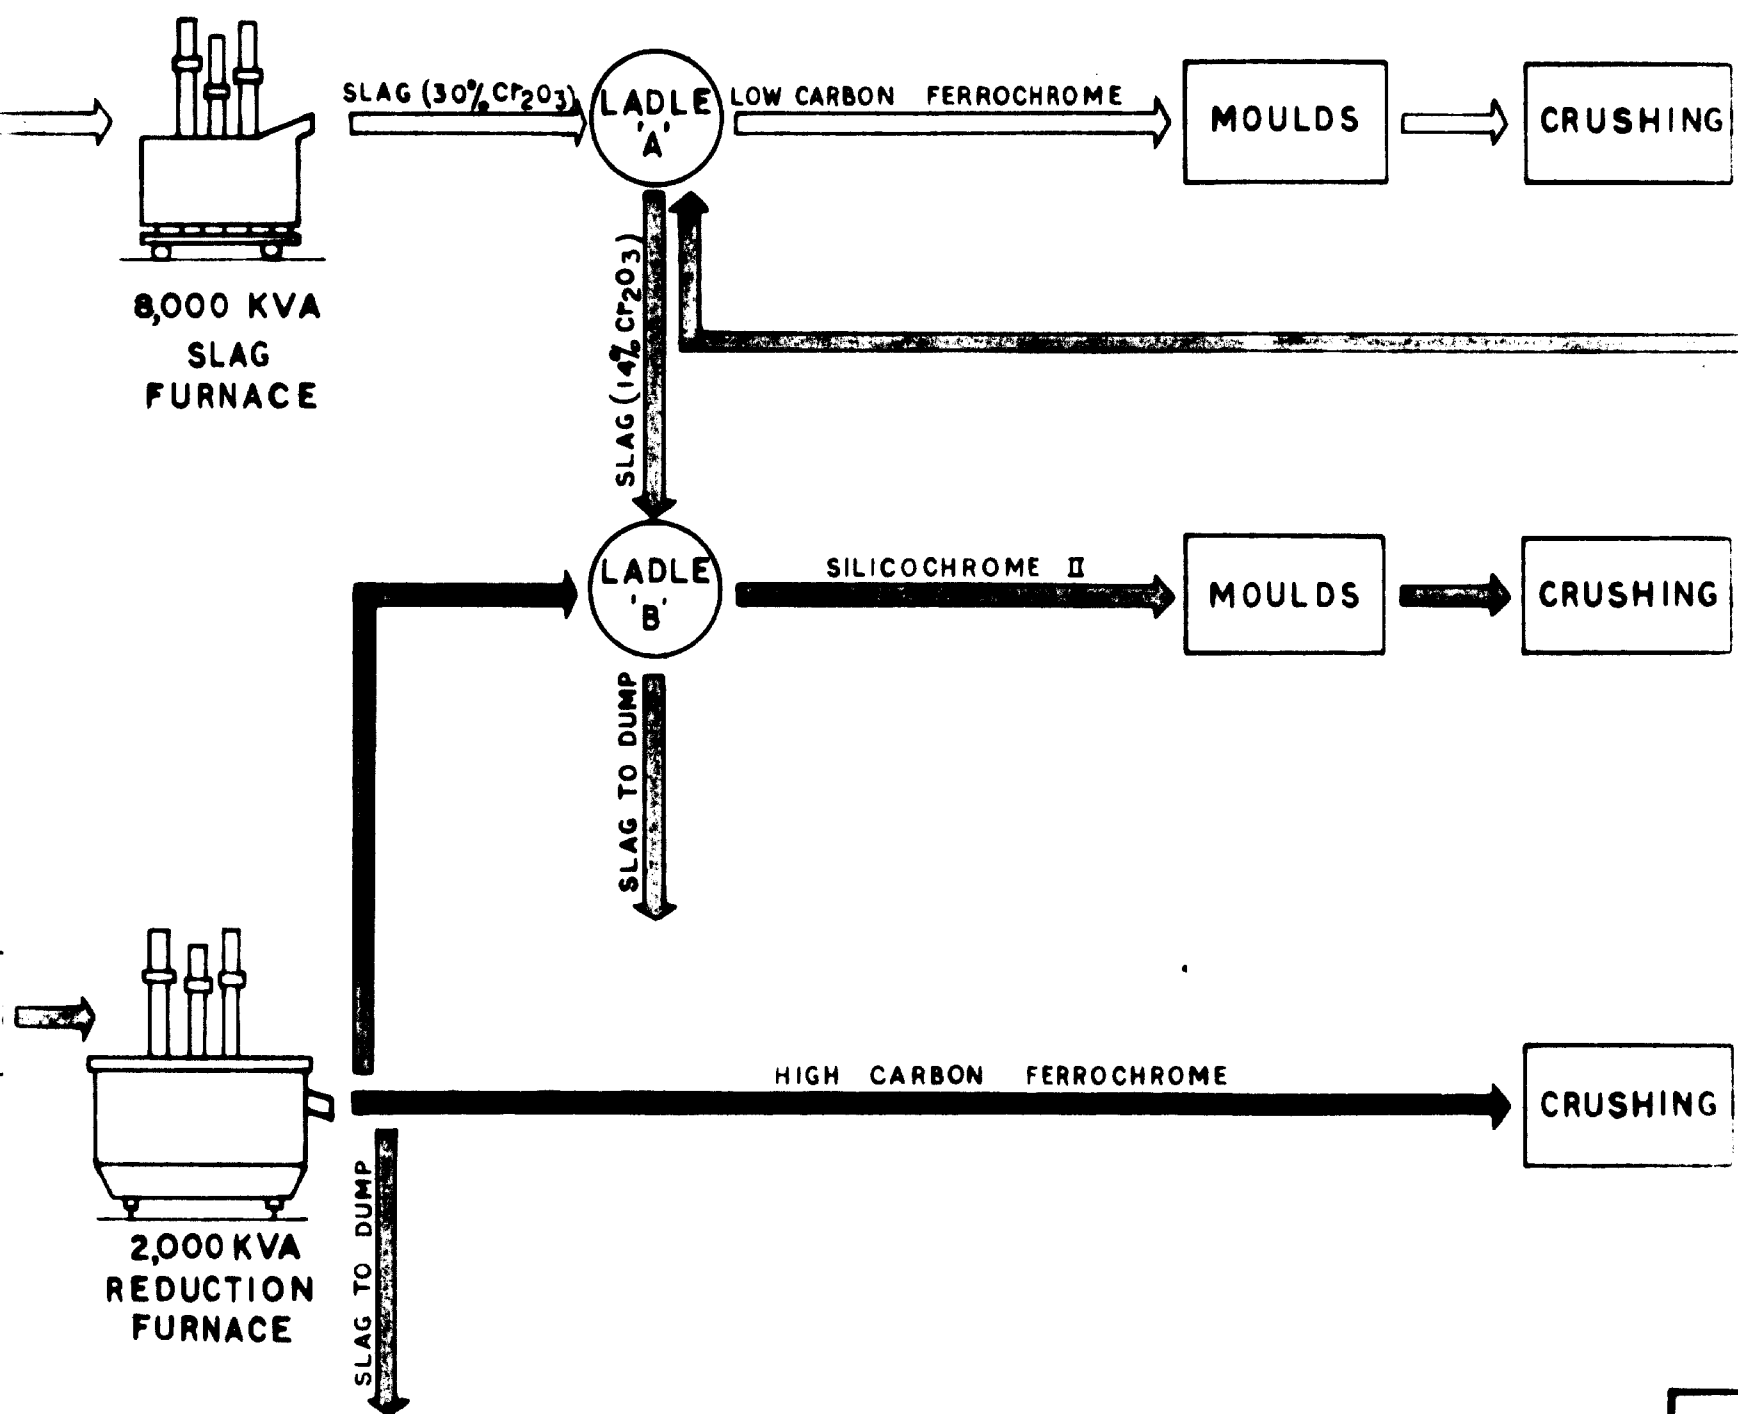 SLAG (30% Cr2O3)
LADLE
'A'
LOW CARBON FERROCHROME
MOULDS
CRUSHING
8,000 KVA
SLAG
FURNACE
SLAG (14% Cr2O3)
LADLE
'B'
SILICOCHROME II
MOULDS
CRUSHING
SLAG TO DUMP
HIGH CARBON FERROCHROME
CRUSHING
2,000 KVA
REDUCTION
FURNACE
SLAG TO DUMP